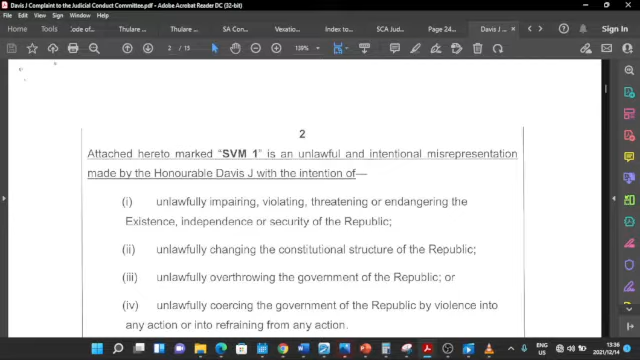 Davis J Complaint to the Judicial Conduct Committee.pdf - Adobe Acrobat Reader DC (32-bit)
File Edit View Sign Window Help
Home Tools
ode of... Thulare ... Thulare ... SA Con... Vexatio... Index to... SCA Jud... Page 24... Davis J ... Sign In
2 / 15 139%
2
Attached hereto marked “SVM 1” is an unlawful and intentional misrepresentation
made by the Honourable Davis J with the intention of—
(i) unlawfully impairing, violating, threatening or endangering the
Existence, independence or security of the Republic;
(ii) unlawfully changing the constitutional structure of the Republic;
(iii) unlawfully overthrowing the government of the Republic; or
(iv) unlawfully coercing the government of the Republic by violence into
any action or into refraining from any action.
ENG
US
13:36
2021/12/14